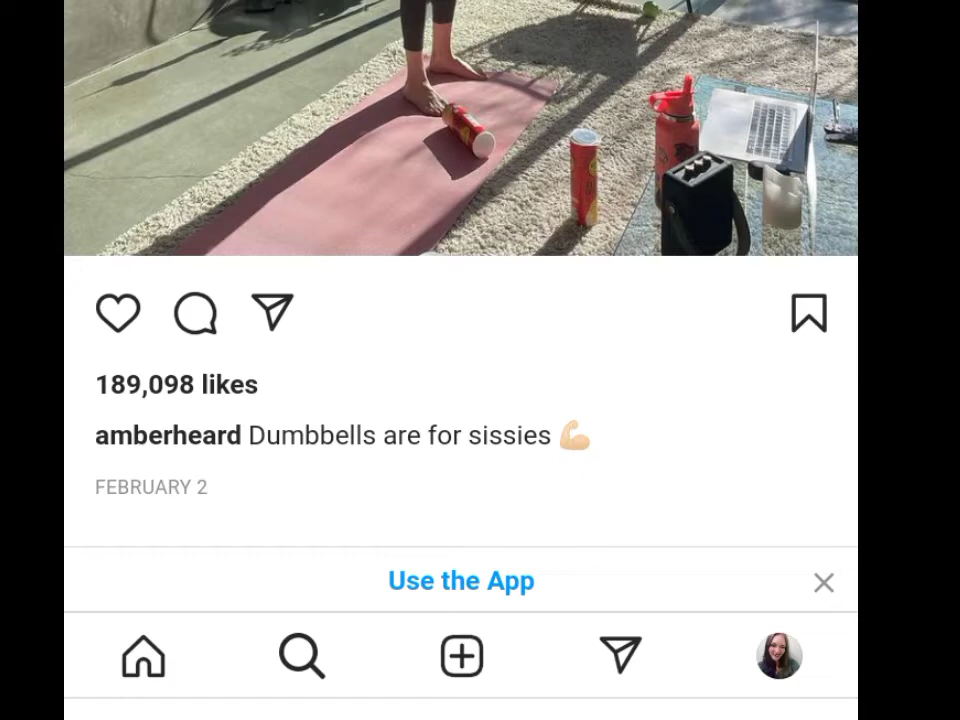 189,098 likes
amberheard Dumbbells are for sissies 💪🏼
FEBRUARY 2
Use the App